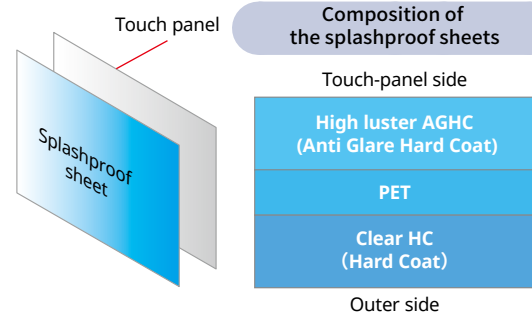 Touch panel
Splashproof
sheet
Composition of
the splashproof sheets
Touch-panel side
High luster AGHC
(Anti Glare Hard Coat)
PET
Clear HC
(Hard Coat)
Outer side